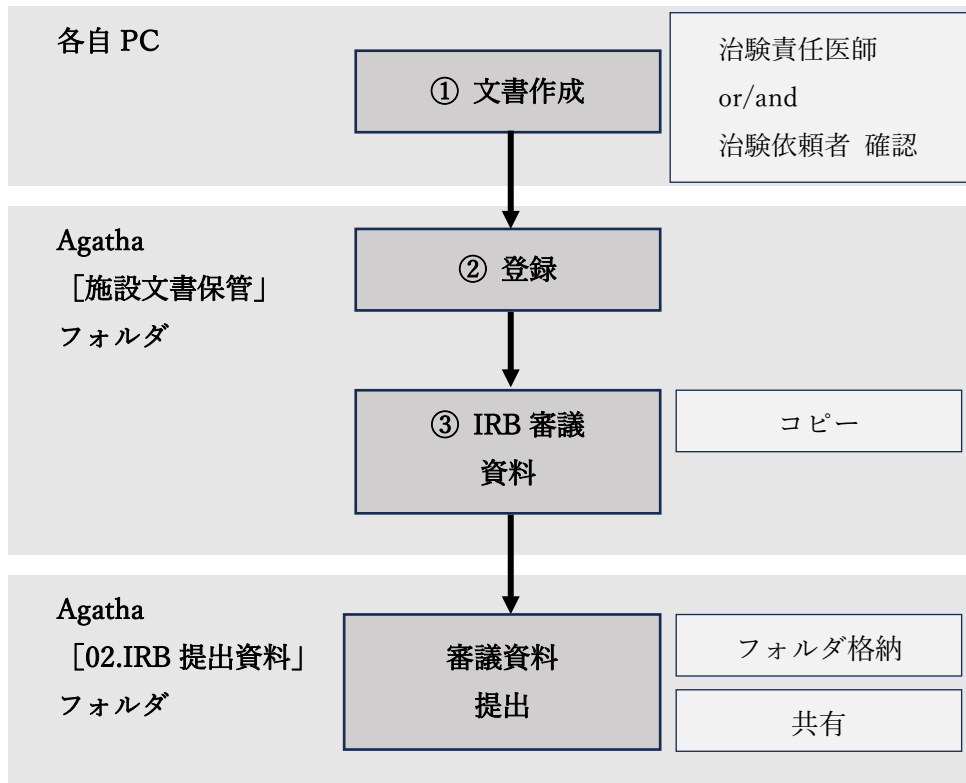 各自 PC
① 文書作成
治験責任医師
or/and
治験依頼者 確認
Agatha
［施設文書保管」
フォルダ
② 登録
③ IRB 審議
資料
コピー
Agatha
［02.IRB 提出資料」
フォルダ
審議資料
提出
フォルダ格納
共有